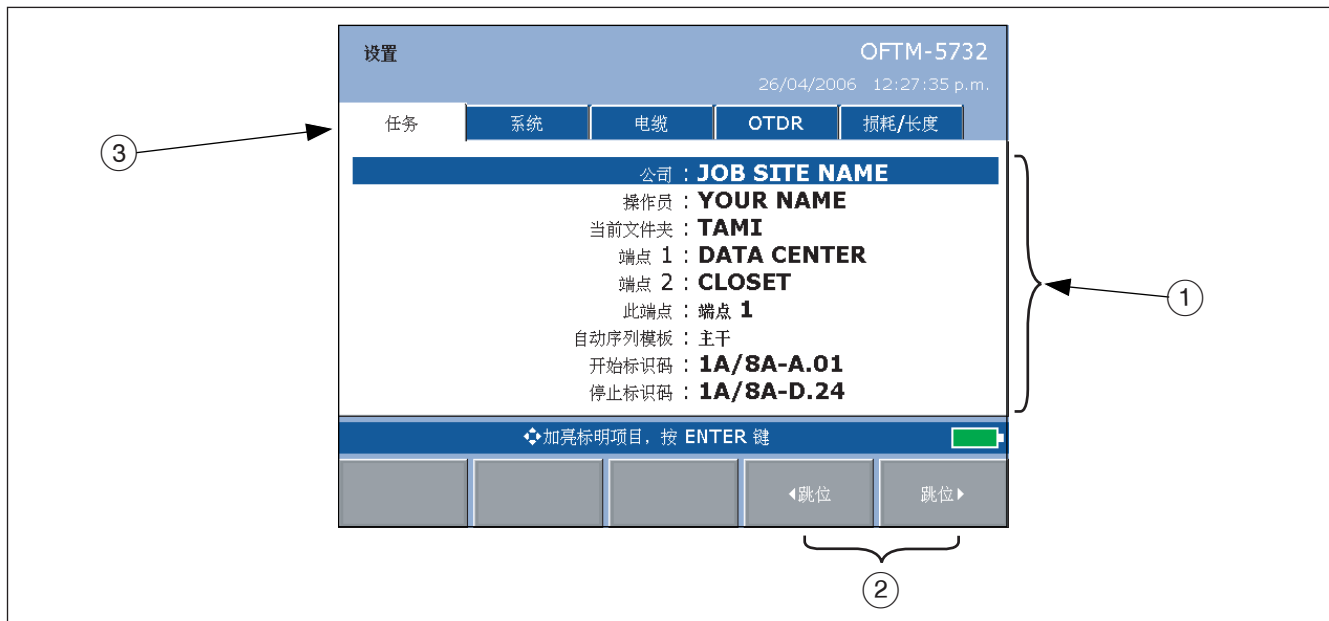 设置
OFTM-5732
26/04/2006 12:27:35 p.m.
任务 系统 电缆 OTDR 损耗/长度
公司 : JOB SITE NAME
操作员 : YOUR NAME
当前文件夹 : TAMI
端点 1 : DATA CENTER
端点 2 : CLOSET
此端点 : 端点 1
自动序列模板 : 主干
开始标识码 : 1A/8A-A.01
停止标识码 : 1A/8A-D.24
加亮标明项目，按 ENTER 键
跳位 跳位
1
2
3